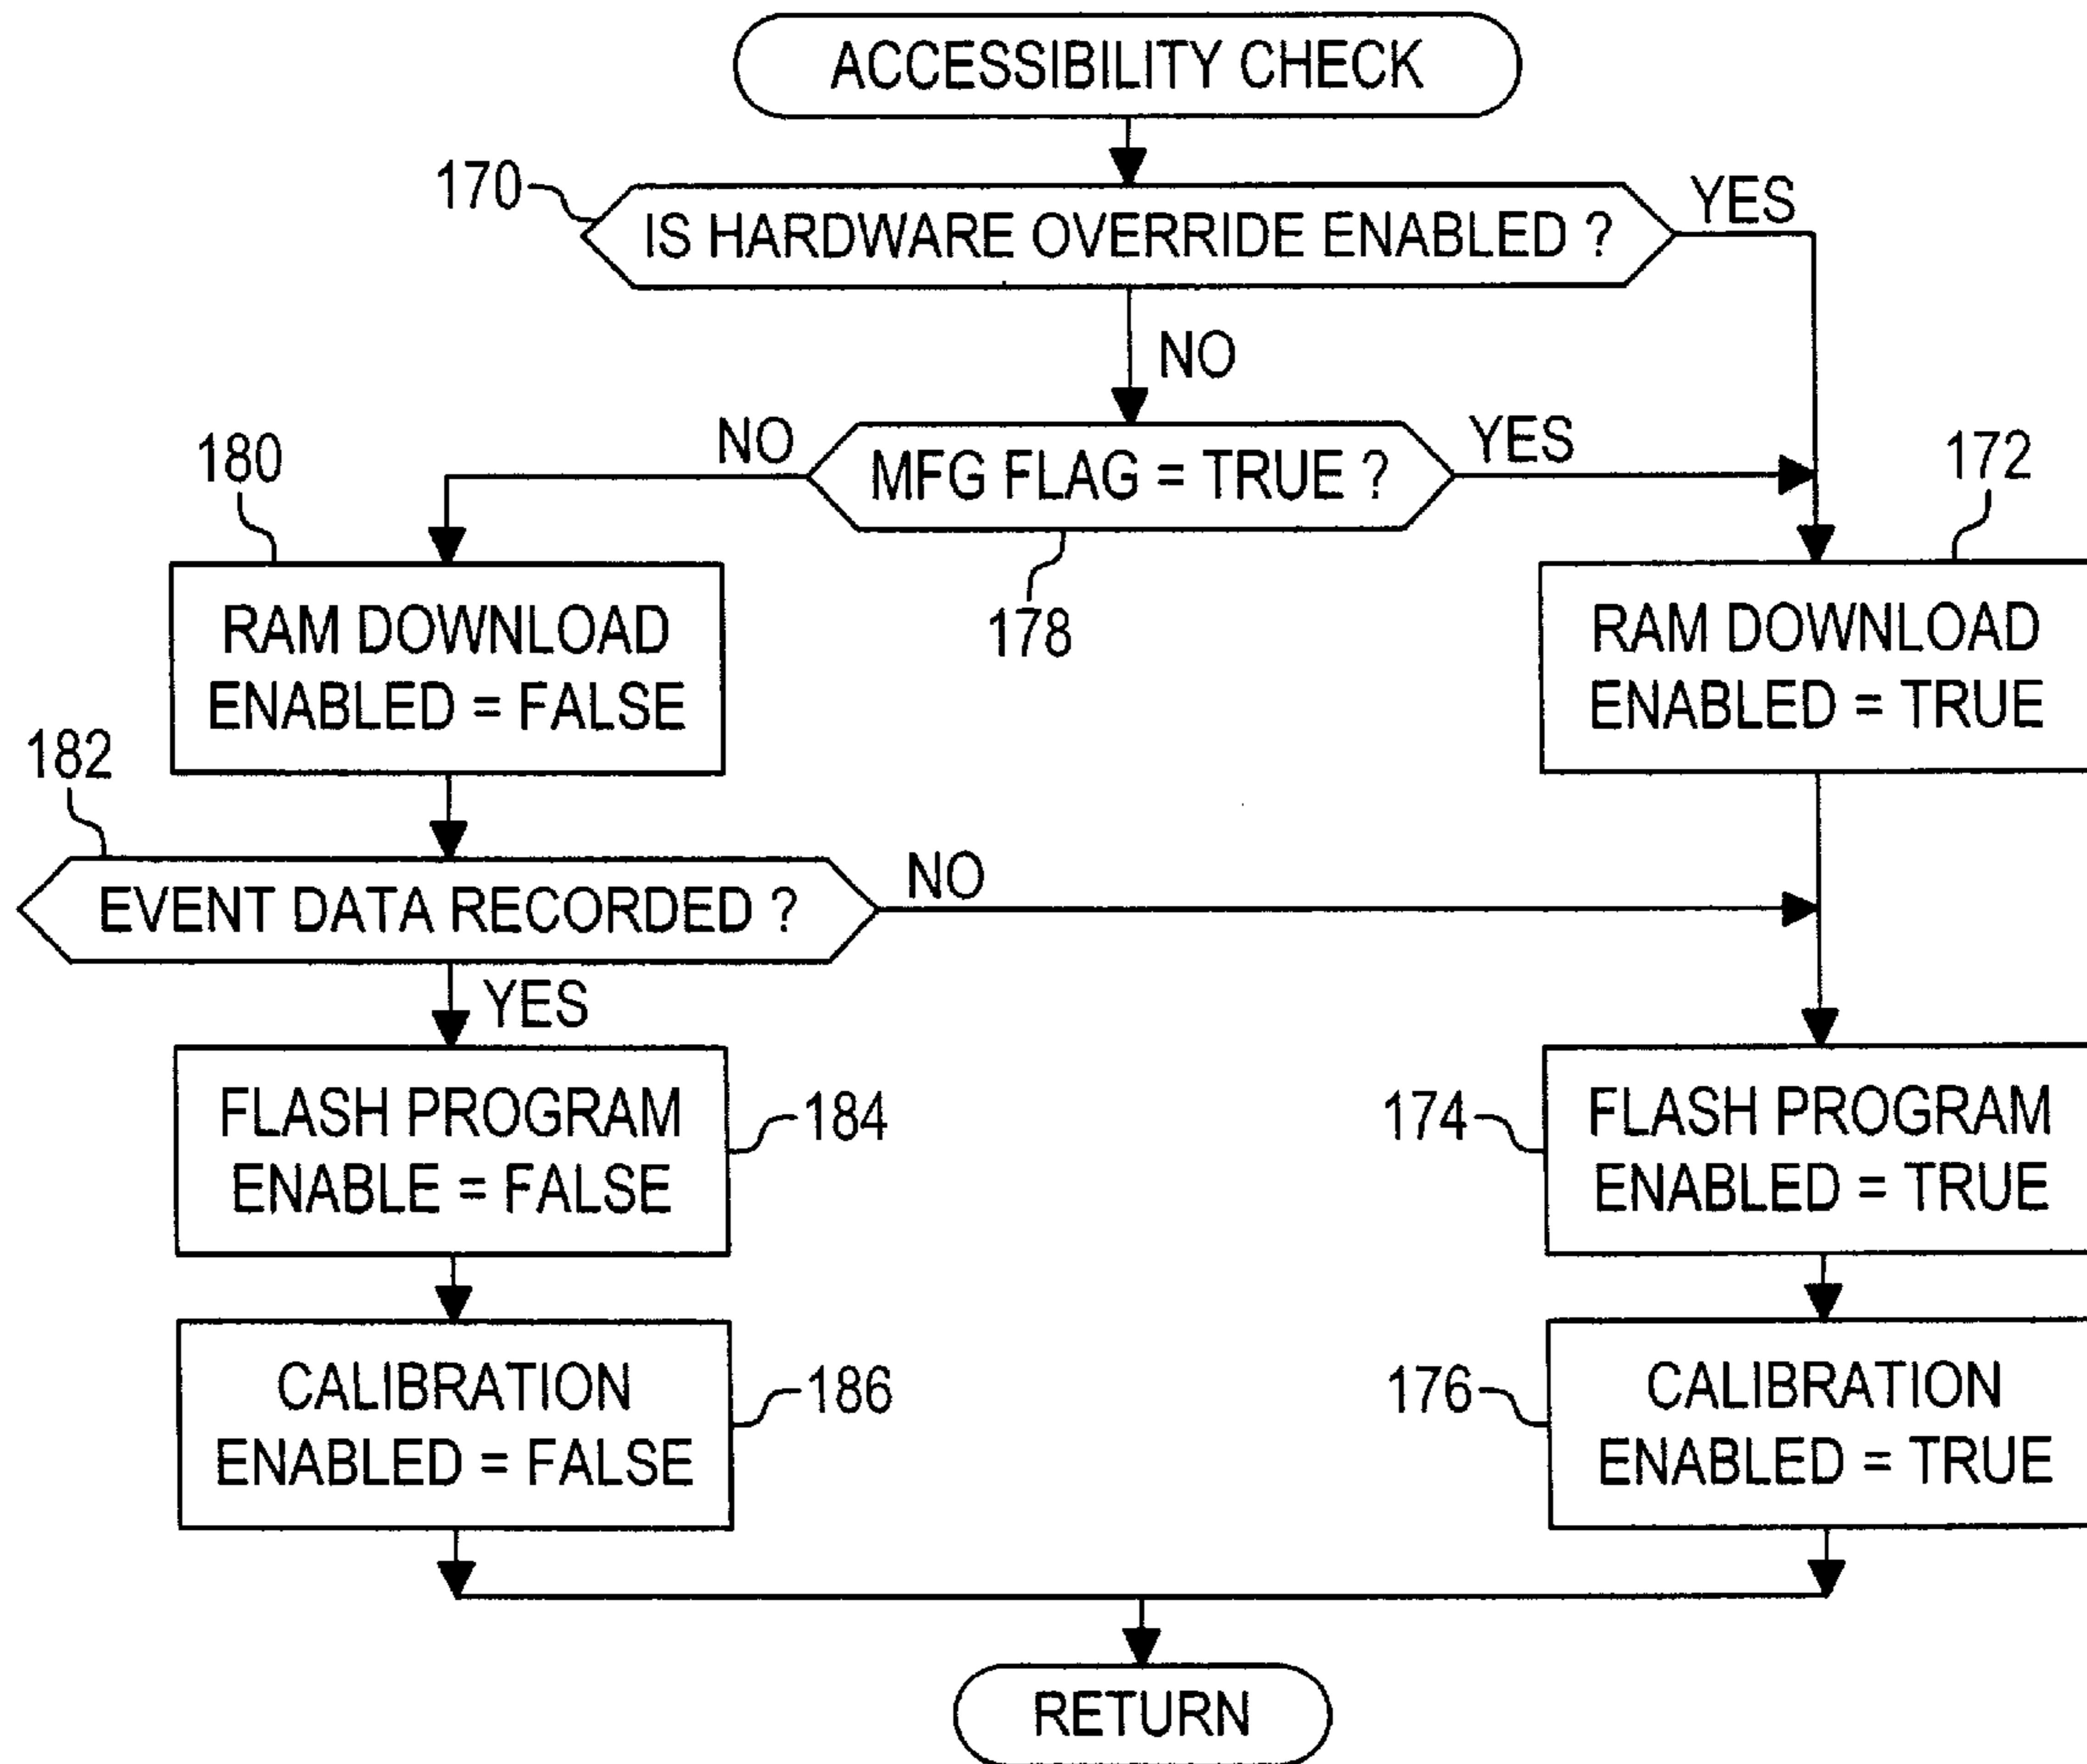 ACCESSIBILITY CHECK
170
IS HARDWARE OVERRIDE ENABLED ?
YES
NO
NO
MFG FLAG = TRUE ?
YES
180
178
172
RAM DOWNLOAD
ENABLED = FALSE
RAM DOWNLOAD
ENABLED = TRUE
182
EVENT DATA RECORDED ?
NO
YES
FLASH PROGRAM
ENABLE = FALSE
184
174
FLASH PROGRAM
ENABLED = TRUE
CALIBRATION
ENABLED = FALSE
186
176
CALIBRATION
ENABLED = TRUE
RETURN